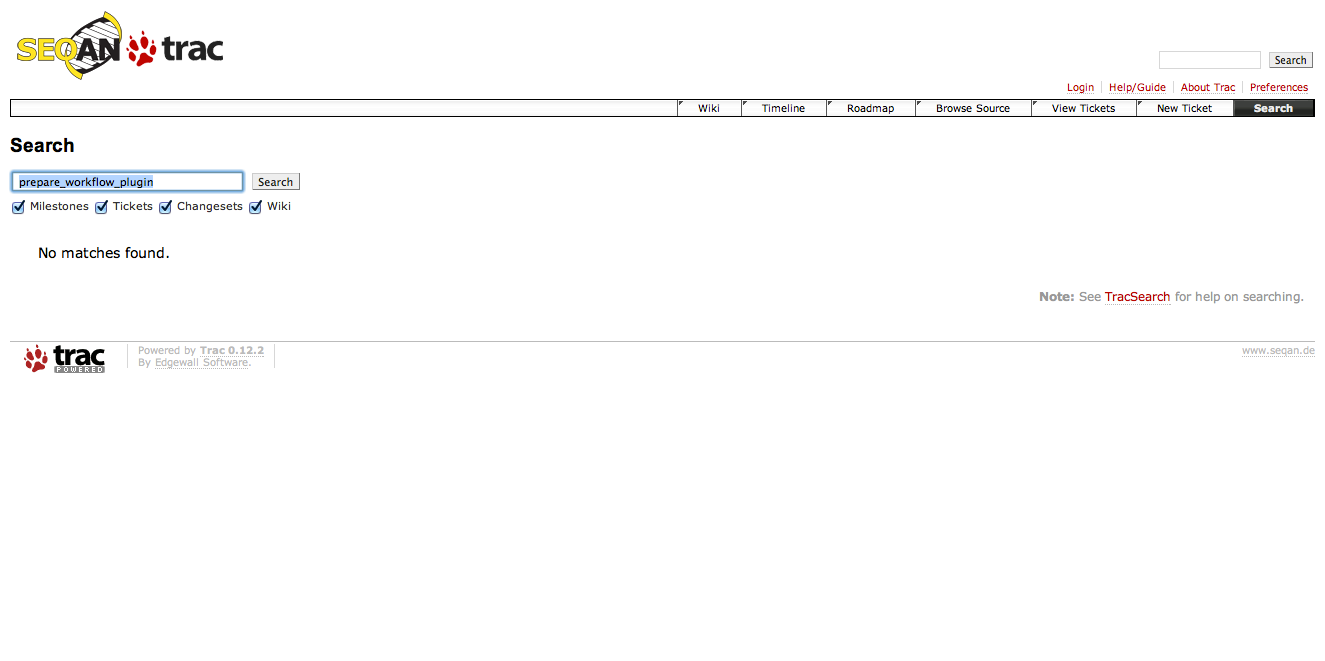 SEQAN trac
Search
Login Help/Guide About Trac Preferences
Wiki Timeline Roadmap Browse Source View Tickets New Ticket Search
Search
prepare_workflow_plugin Search
Milestones Tickets Changesets Wiki
No matches found.
Note: See TracSearch for help on searching.
trac POWERED
Powered by Trac 0.12.2
By Edgewall Software.
www.seqan.de